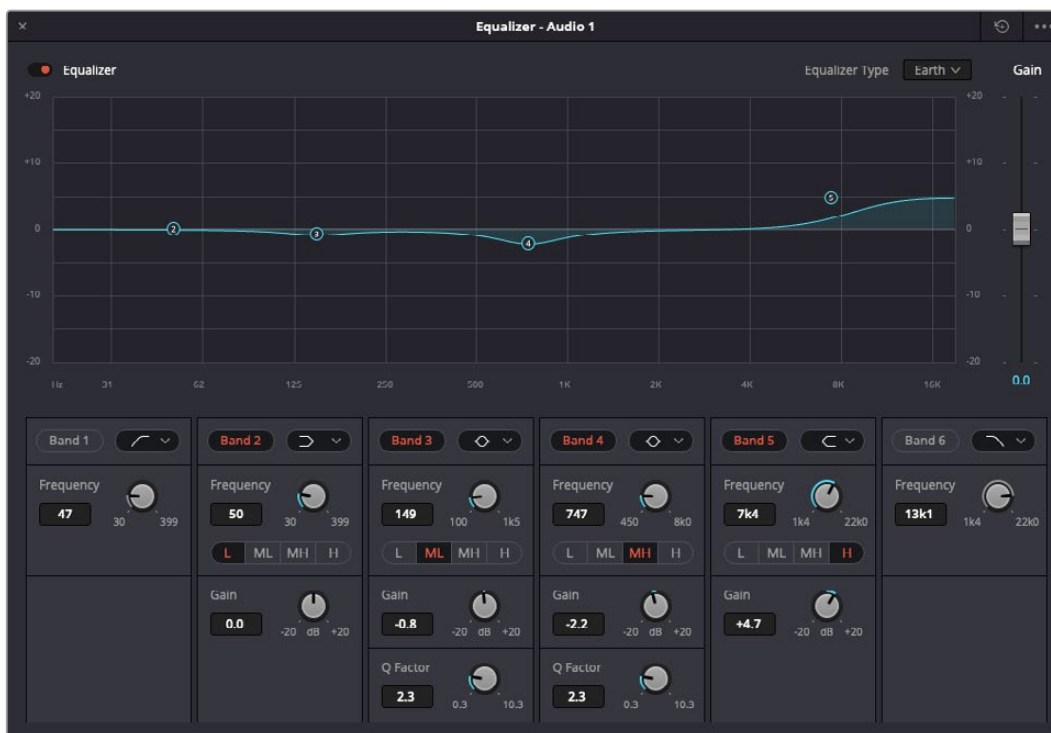 × Equalizer - Audio 1
Equalizer Equalizer Type Earth Gain
+20 +20
+10 +10
2 3 4 5
0 0
-10 -10
-20 -20
Hz 31 62 125 250 500 1K 2K 4K 8K 16K 0.0
Band 1 Band 2 Band 3 Band 4 Band 5 Band 6
Frequency Frequency Frequency Frequency Frequency Frequency
47 30 399 50 30 399 149 100 1k5 747 450 8k0 7k4 1k4 22k0 13k1 1k4 22k0
L ML MH H L ML MH H L ML MH H L ML MH H
Gain Gain Gain Gain
0.0 -20 dB +20 -0.8 -20 dB +20 -2.2 -20 dB +20 +4.7 -20 dB +20
Q Factor Q Factor
2.3 0.3 10.3 2.3 0.3 10.3